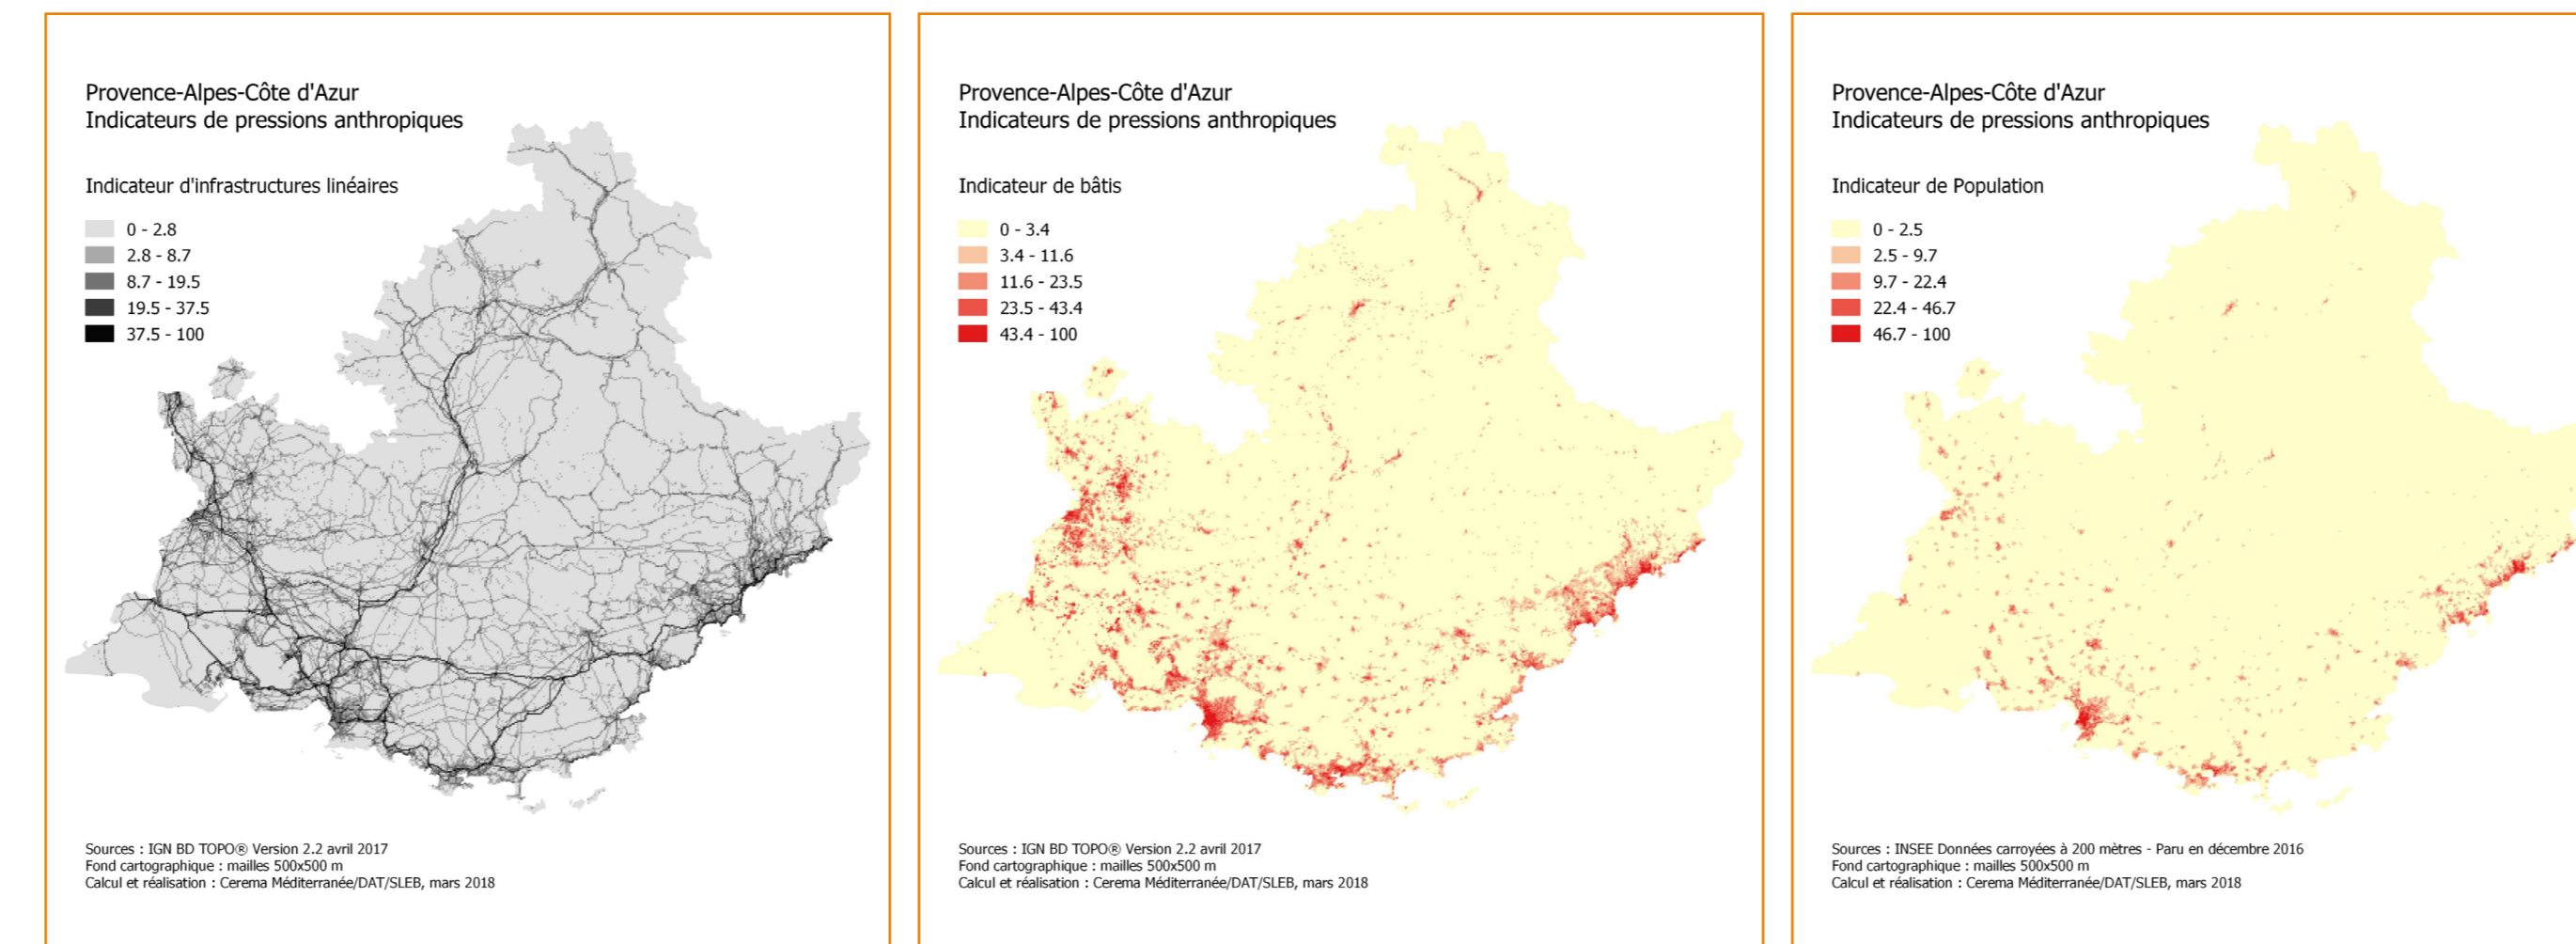 Provence-Alpes-Côte d'Azur
Indicateurs de pressions anthropiques
Indicateur d'infrastructures linéaires
0 - 2.8
2.8 - 8.7
8.7 - 19.5
19.5 - 37.5
37.5 - 100
Sources : IGN BD TOPO® Version 2.2 avril 2017
Fond cartographique : mailles 500x500 m
Calcul et réalisation : Cerema Méditerranée/DAT/SLEB, mars 2018
Provence-Alpes-Côte d'Azur
Indicateurs de pressions anthropiques
Indicateur de bâtis
0 - 3.4
3.4 - 11.6
11.6 - 23.5
23.5 - 43.4
43.4 - 100
Sources : IGN BD TOPO® Version 2.2 avril 2017
Fond cartographique : mailles 500x500 m
Calcul et réalisation : Cerema Méditerranée/DAT/SLEB, mars 2018
Provence-Alpes-Côte d'Azur
Indicateurs de pressions anthropiques
Indicateur de Population
0 - 2.5
2.5 - 9.7
9.7 - 22.4
22.4 - 46.7
46.7 - 100
Sources : INSEE Données carroyées à 200 mètres - Paru en décembre 2016
Fond cartographique : mailles 500x500 m
Calcul et réalisation : Cerema Méditerranée/DAT/SLEB, mars 2018